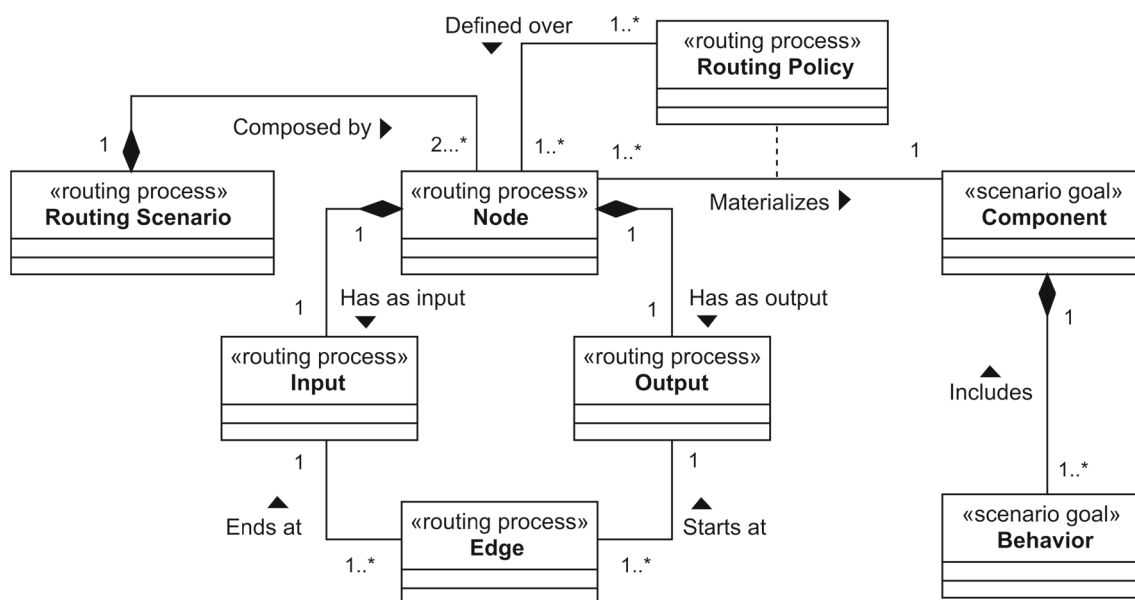 Defined over
1..*
«routing process»
Routing Policy
Composed by
1
2...*
1..*
1..*
1
«routing process»
Routing Scenario
«routing process»
Node
Materializes
«scenario goal»
Component
1
1
1
Has as input
1
Has as output
1
«routing process»
Input
«routing process»
Output
Includes
1
1
1..*
Ends at
«routing process»
Edge
Starts at
«scenario goal»
Behavior
1..*
1..*